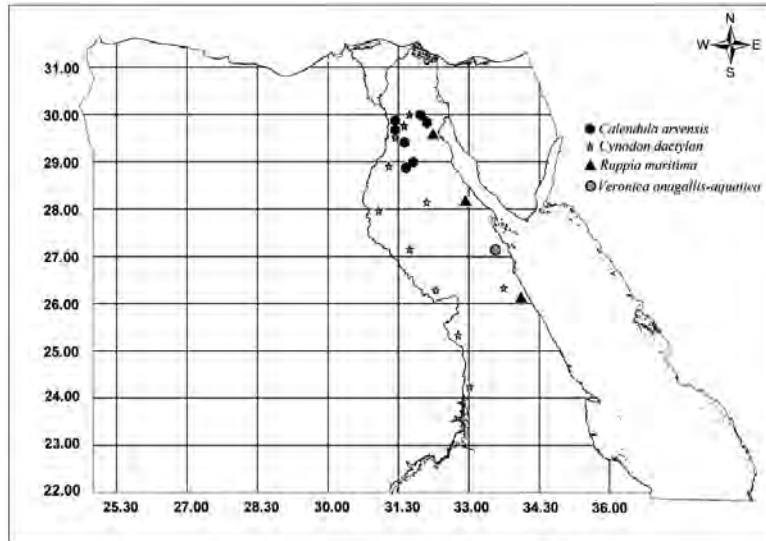 N
W E
S
31.00
30.00
29.00
28.00
27.00
26.00
25.00
24.00
23.00
22.00
Calendula arvensis
Cynodon dactylon
Ruppia maritima
Veronica anagallis-aquatica
25.30 27.00 28.30 30.00 31.30 33.00 34.30 36.00